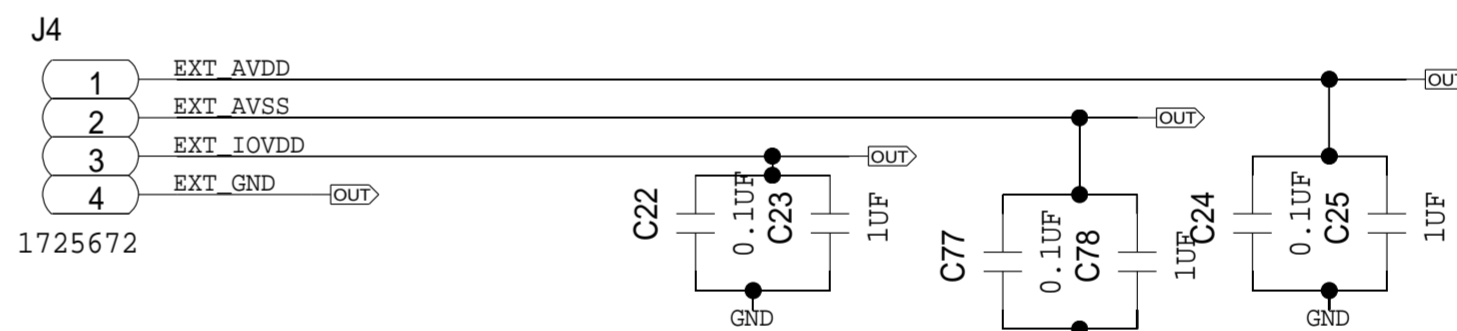 J4
1 EXT_AVDD OUT
2 EXT_AVSS OUT
3 EXT_IOVDD OUT
4 EXT_GND OUT
1725672
C22 0.1UF C23 1UF
C77 0.1UF C78 1UF
C24 0.1UF C25 1UF
GND
GND